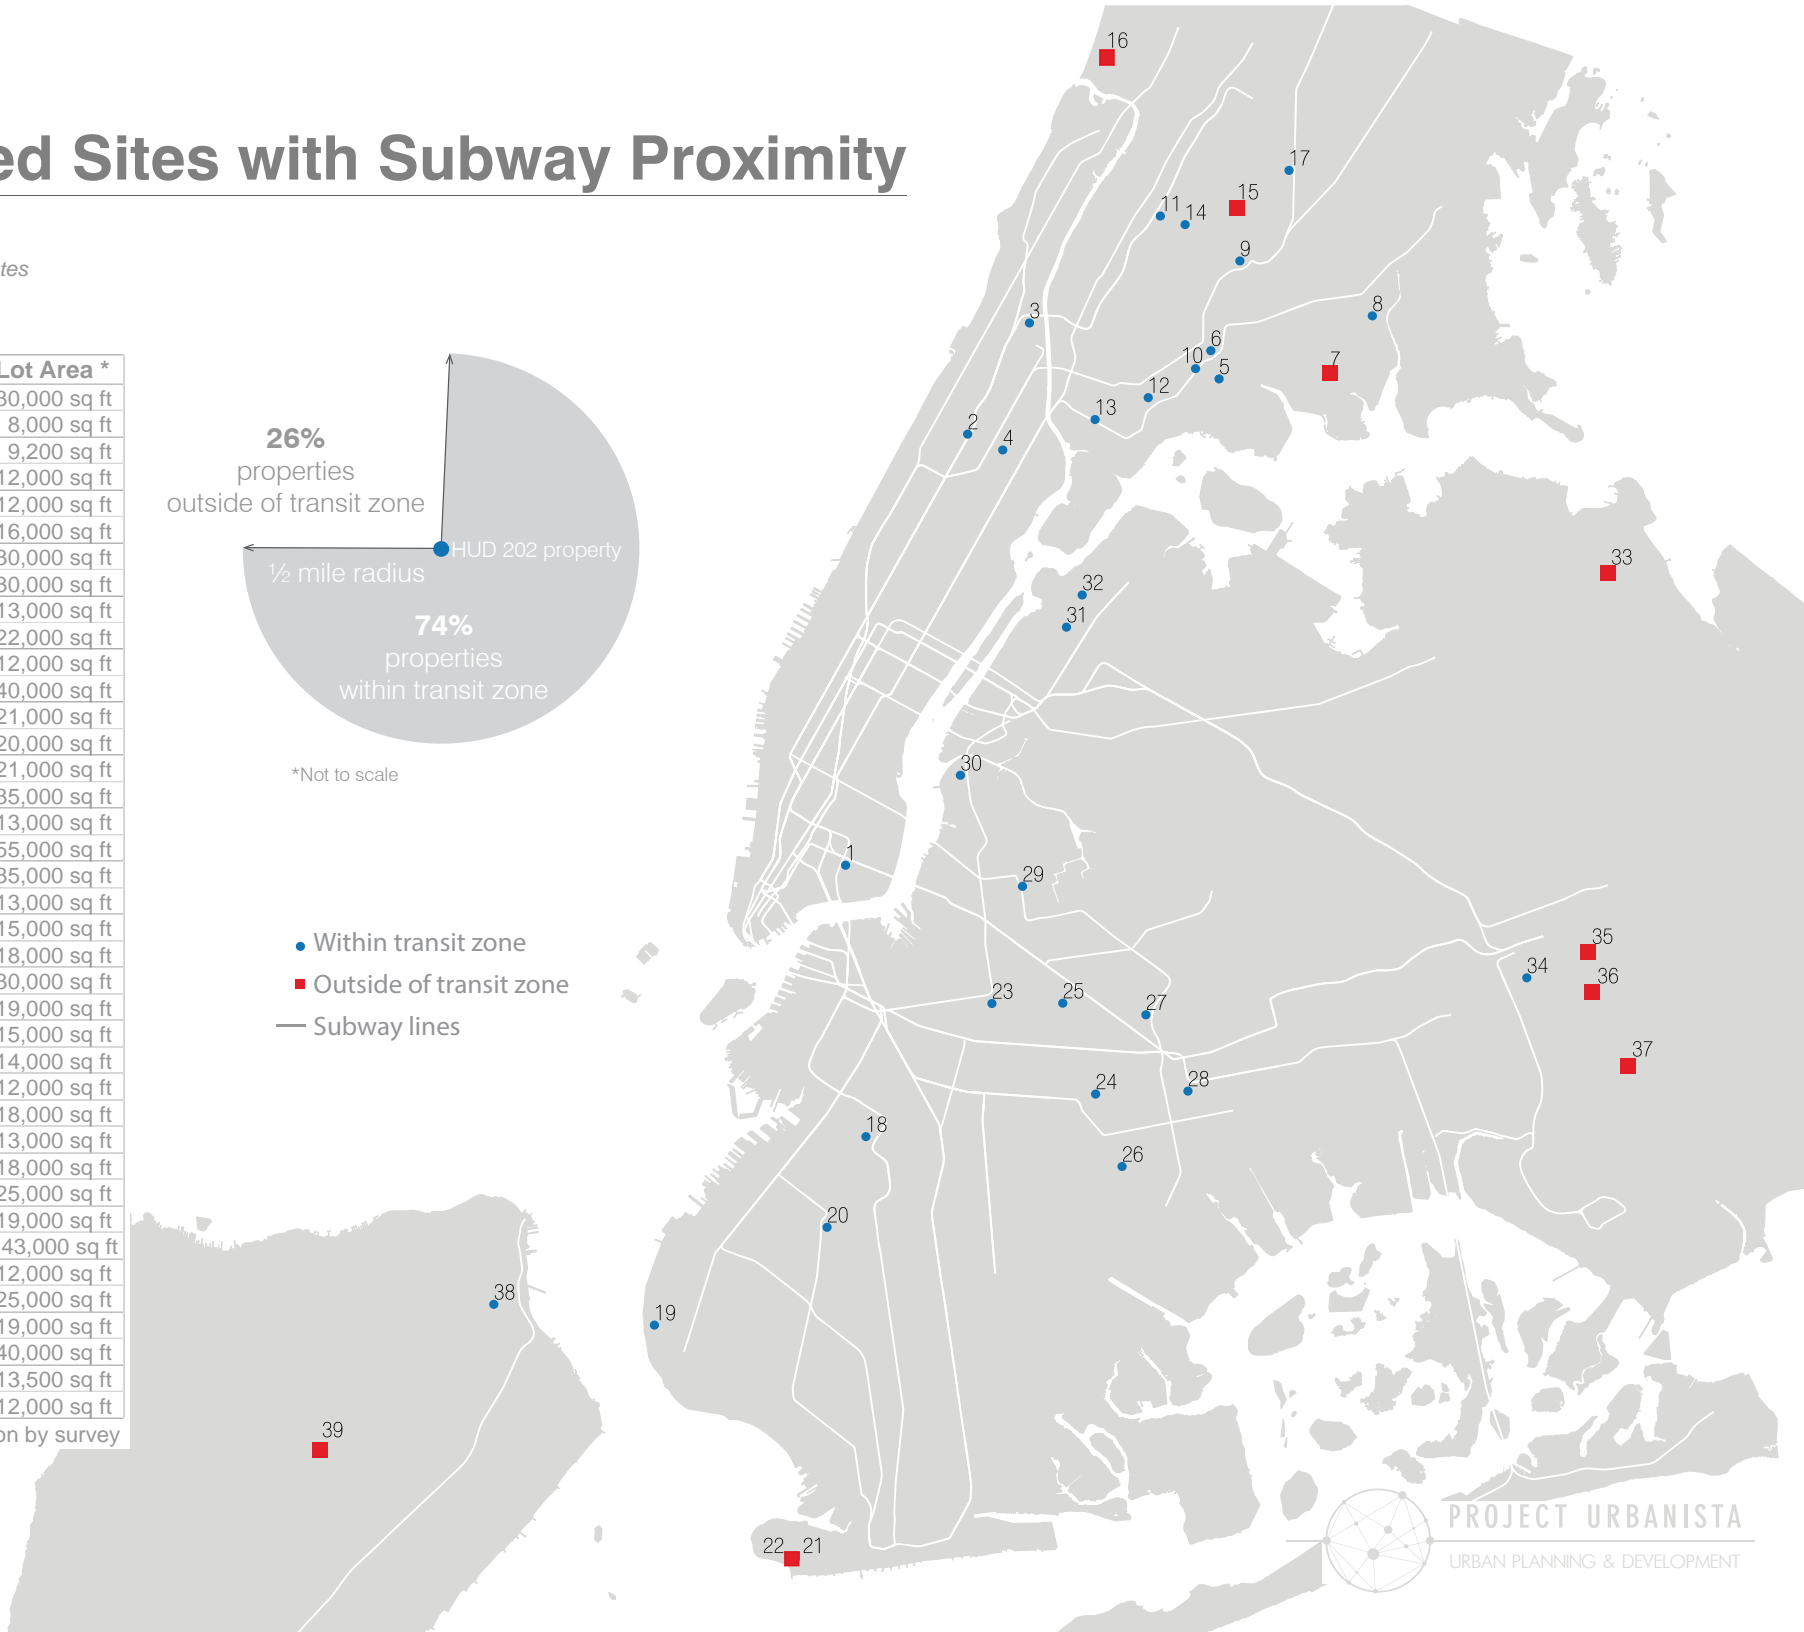 ed Sites with Subway Proximity
tes
Lot Area *
30,000 sq ft
8,000 sq ft
9,200 sq ft
12,000 sq ft
12,000 sq ft
16,000 sq ft
30,000 sq ft
30,000 sq ft
13,000 sq ft
22,000 sq ft
12,000 sq ft
40,000 sq ft
21,000 sq ft
20,000 sq ft
21,000 sq ft
35,000 sq ft
13,000 sq ft
55,000 sq ft
35,000 sq ft
13,000 sq ft
15,000 sq ft
18,000 sq ft
30,000 sq ft
19,000 sq ft
15,000 sq ft
14,000 sq ft
12,000 sq ft
18,000 sq ft
13,000 sq ft
18,000 sq ft
25,000 sq ft
19,000 sq ft
43,000 sq ft
12,000 sq ft
25,000 sq ft
19,000 sq ft
40,000 sq ft
13,500 sq ft
12,000 sq ft
on by survey
26%
properties
outside of transit zone
HUD 202 property
½ mile radius
74%
properties
within transit zone
*Not to scale
Within transit zone
Outside of transit zone
Subway lines
16
17
15
11
14
9
3
8
6
10
5
7
12
13
2
4
32
31
33
30
1
29
35
34
36
23
25
27
37
24
28
18
26
20
38
19
39
22
21
PROJECT URBANISTA
URBAN PLANNING & DEVELOPMENT